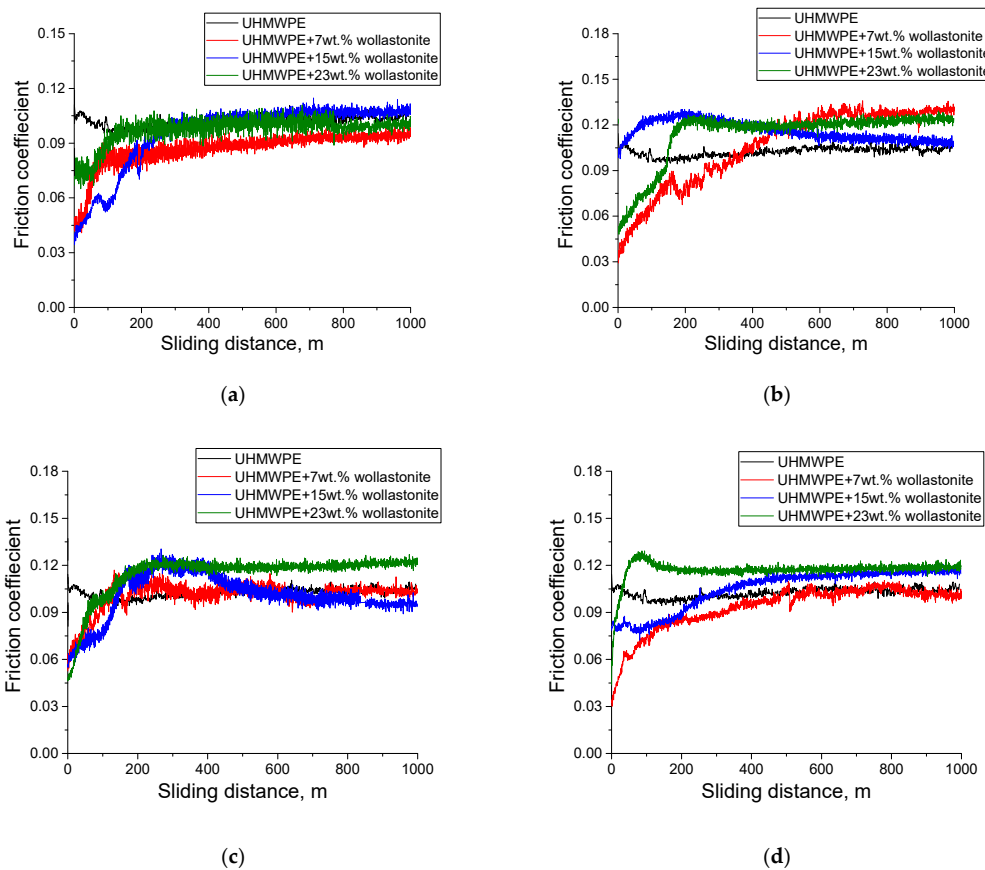 UHMWPE
UHMWPE+7wt.% wollastonite
UHMWPE+15wt.% wollastonite
UHMWPE+23wt.% wollastonite
0.15
0.12
0.09
0.06
0.03
0.00
Friction coeffiecient
0 200 400 600 800 1000
Sliding distance, m
(a)
UHMWPE
UHMWPE+7wt.% wollastonite
UHMWPE+15wt.% wollastonite
UHMWPE+23wt.% wollastonite
0.18
0.15
0.12
0.09
0.06
0.03
0.00
Friction coeffiecient
0 200 400 600 800 1000
Sliding distance, m
(b)
UHMWPE
UHMWPE+7wt.% wollastonite
UHMWPE+15wt.% wollastonite
UHMWPE+23wt.% wollastonite
0.18
0.15
0.12
0.09
0.06
0.03
0.00
Friction coeffiecient
0 200 400 600 800 1000
Sliding distance, m
(c)
UHMWPE
UHMWPE+7wt.% wollastonite
UHMWPE+15wt.% wollastonite
UHMWPE+23wt.% wollastonite
0.18
0.15
0.12
0.09
0.06
0.03
0.00
Friction coeffiecient
0 200 400 600 800 1000
Sliding distance, m
(d)